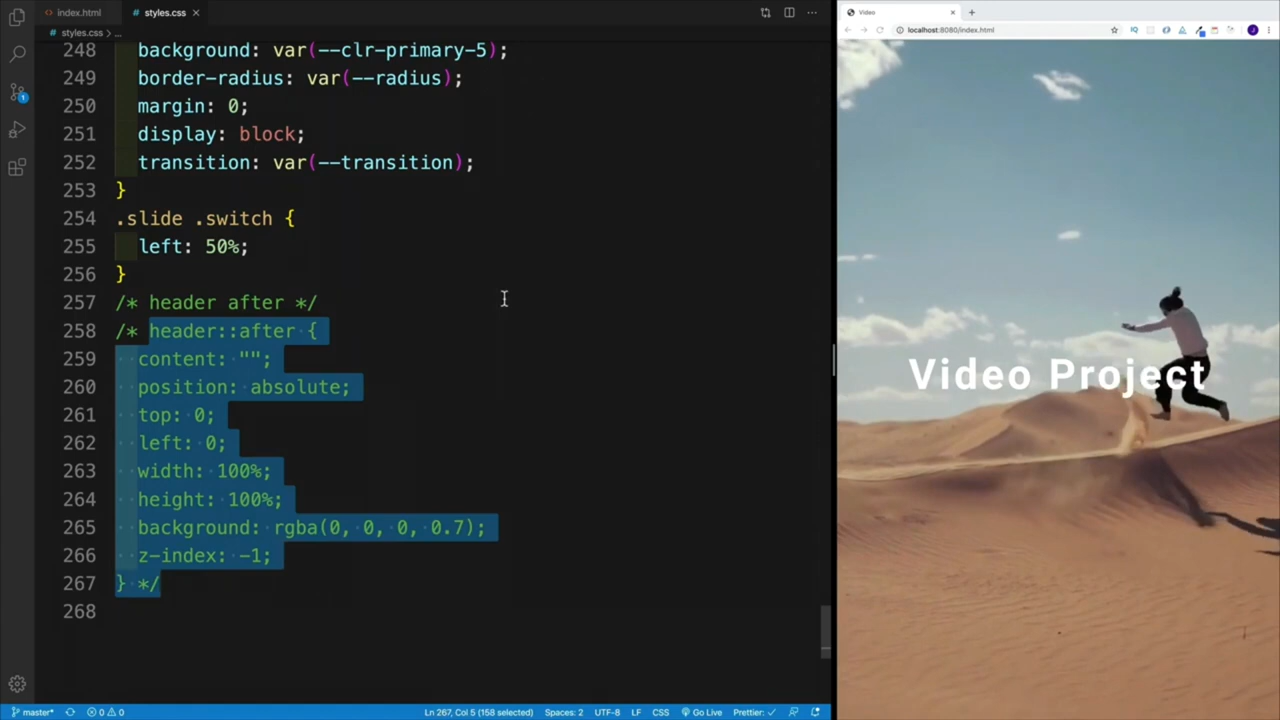 index.html
styles.css
styles.css > ...
248 background: var(--clr-primary-5);
249 border-radius: var(--radius);
250 margin: 0;
251 display: block;
252 transition: var(--transition);
253 }
254 .slide .switch {
255 left: 50%;
256 }
257 /* header after */
258 /* header::after {
259 content: "";
260 position: absolute;
261 top: 0;
262 left: 0;
263 width: 100%;
264 height: 100%;
265 background: rgba(0, 0, 0, 0.7);
266 z-index: -1;
267 } */
268
master*
0 0
Ln 267, Col 5 (158 selected)
Spaces: 2
UTF-8
LF
CSS
Go Live
Prettier: ✓
Video
localhost:8080/index.html
Video Project